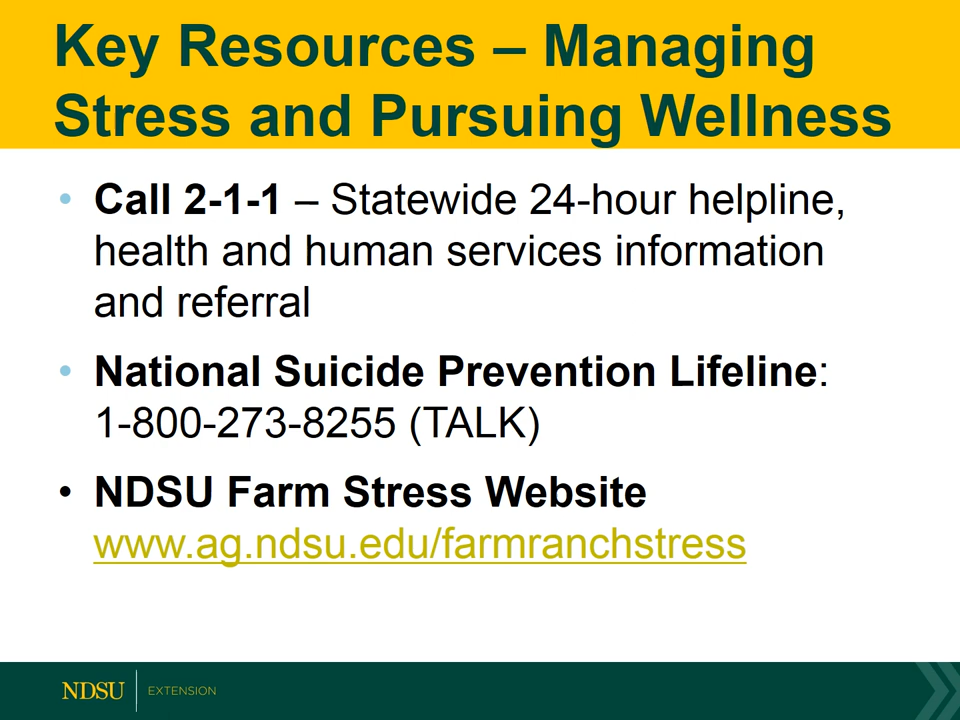 Key Resources – Managing
Stress and Pursuing Wellness
• Call 2-1-1 – Statewide 24-hour helpline,
health and human services information
and referral
• National Suicide Prevention Lifeline:
1-800-273-8255 (TALK)
• NDSU Farm Stress Website
www.ag.ndsu.edu/farmranchstress
NDSU EXTENSION